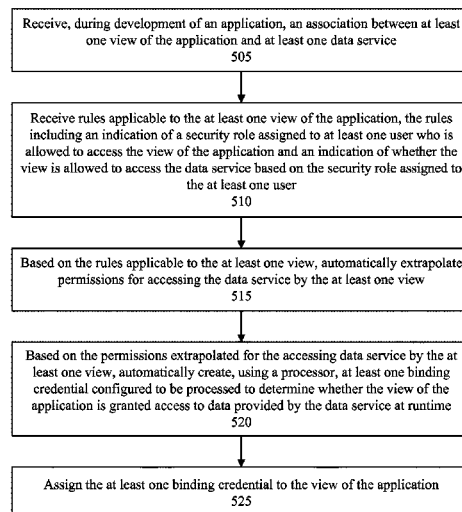 Receive, during development of an application, an association between at least
one view of the application and at least one data service
505
Receive rules applicable to the at least one view of the application, the rules
including an indication of a security role assigned to at least one user who is
allowed to access the view of the application and an indication of whether the
view is allowed to access the data service based on the security role assigned to
the at least one user
510
Based on the rules applicable to the at least one view, automatically extrapolate
permissions for accessing the data service by the at least one view
515
Based on the permissions extrapolated for the accessing data service by the at
least one view, automatically create, using a processor, at least one binding
credential configured to be processed to determine whether the view of the
application is granted access to data provided by the data service at runtime
520
Assign the at least one binding credential to the view of the application
525